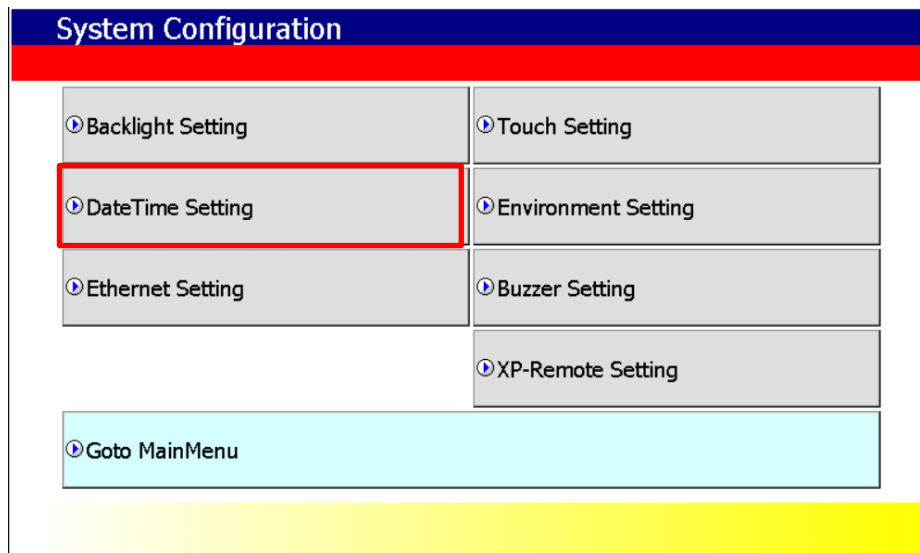 System Configuration
Backlight Setting
Touch Setting
DateTime Setting
Environment Setting
Ethernet Setting
Buzzer Setting
XP-Remote Setting
Goto MainMenu